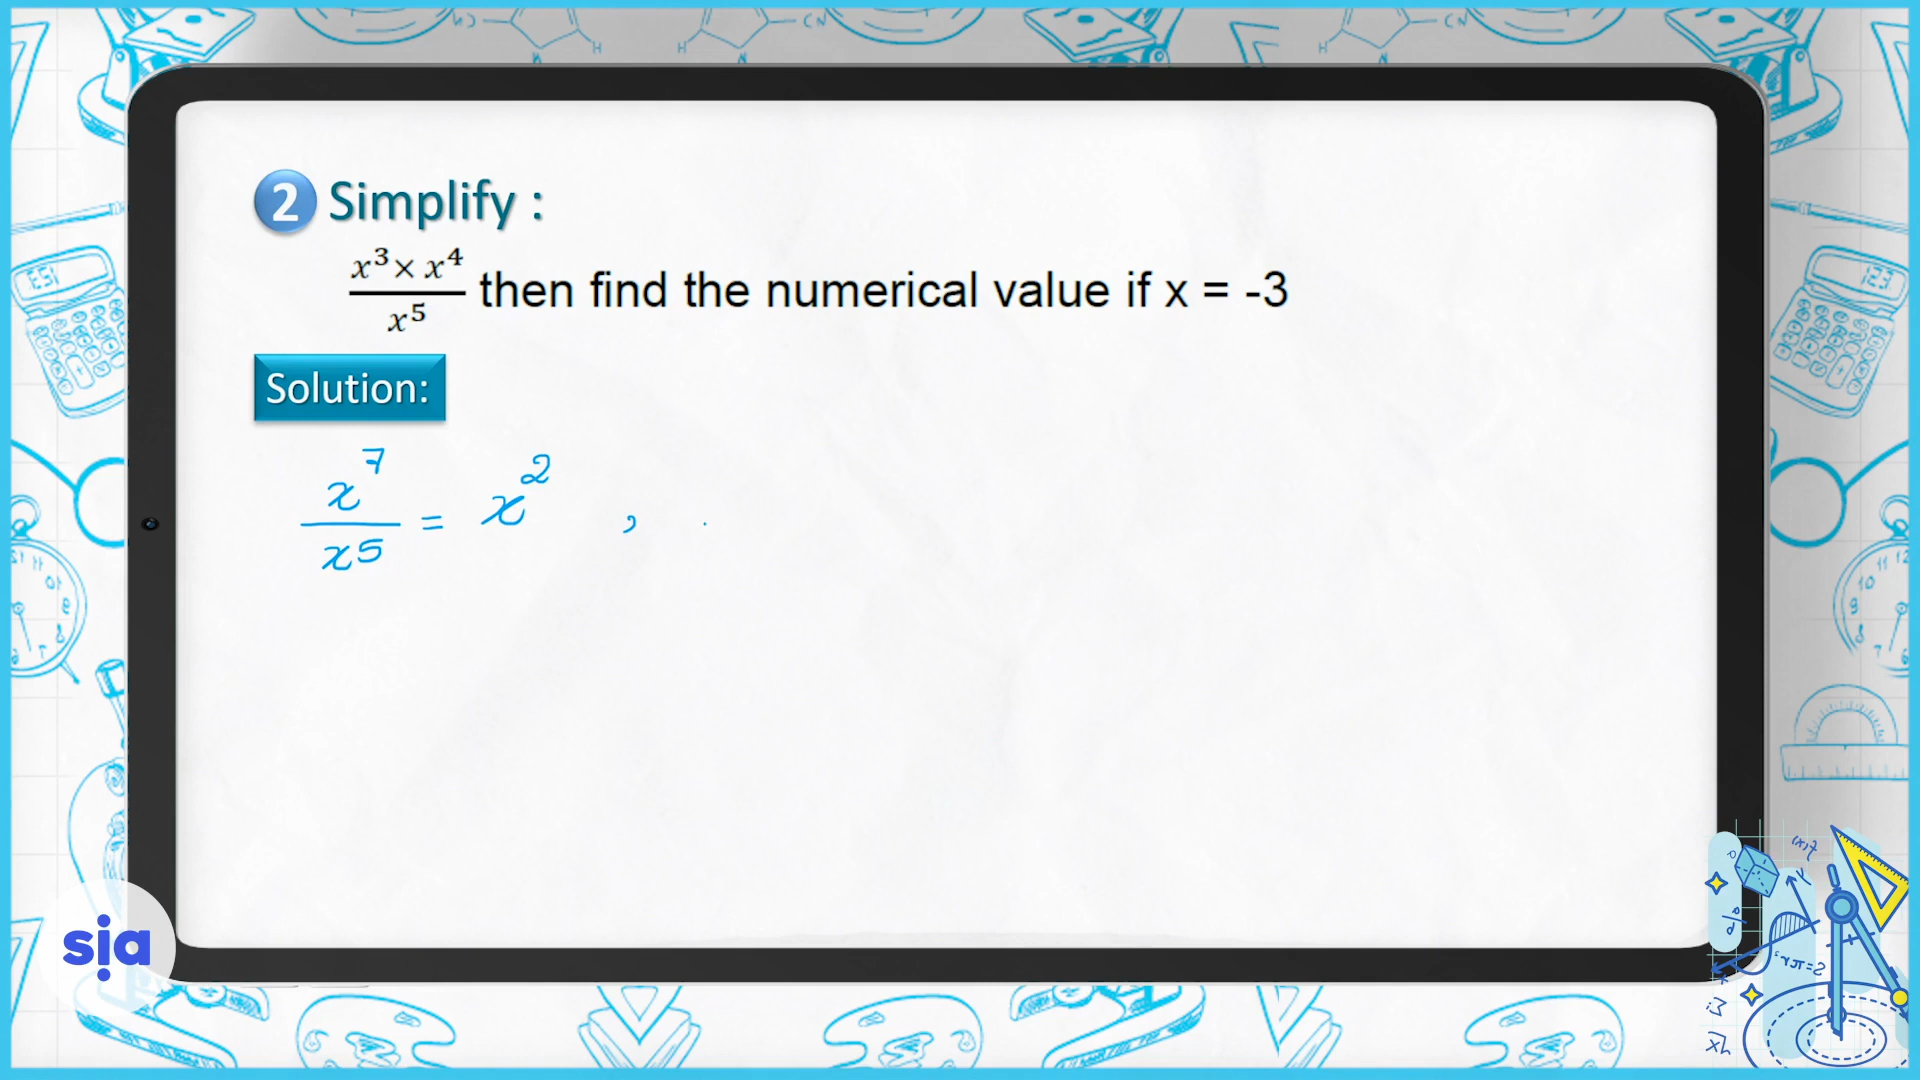 2 Simplify :
x³ × x⁴ / x⁵ then find the numerical value if x = -3
Solution:
x⁷ / x⁵ = x² ,
sia